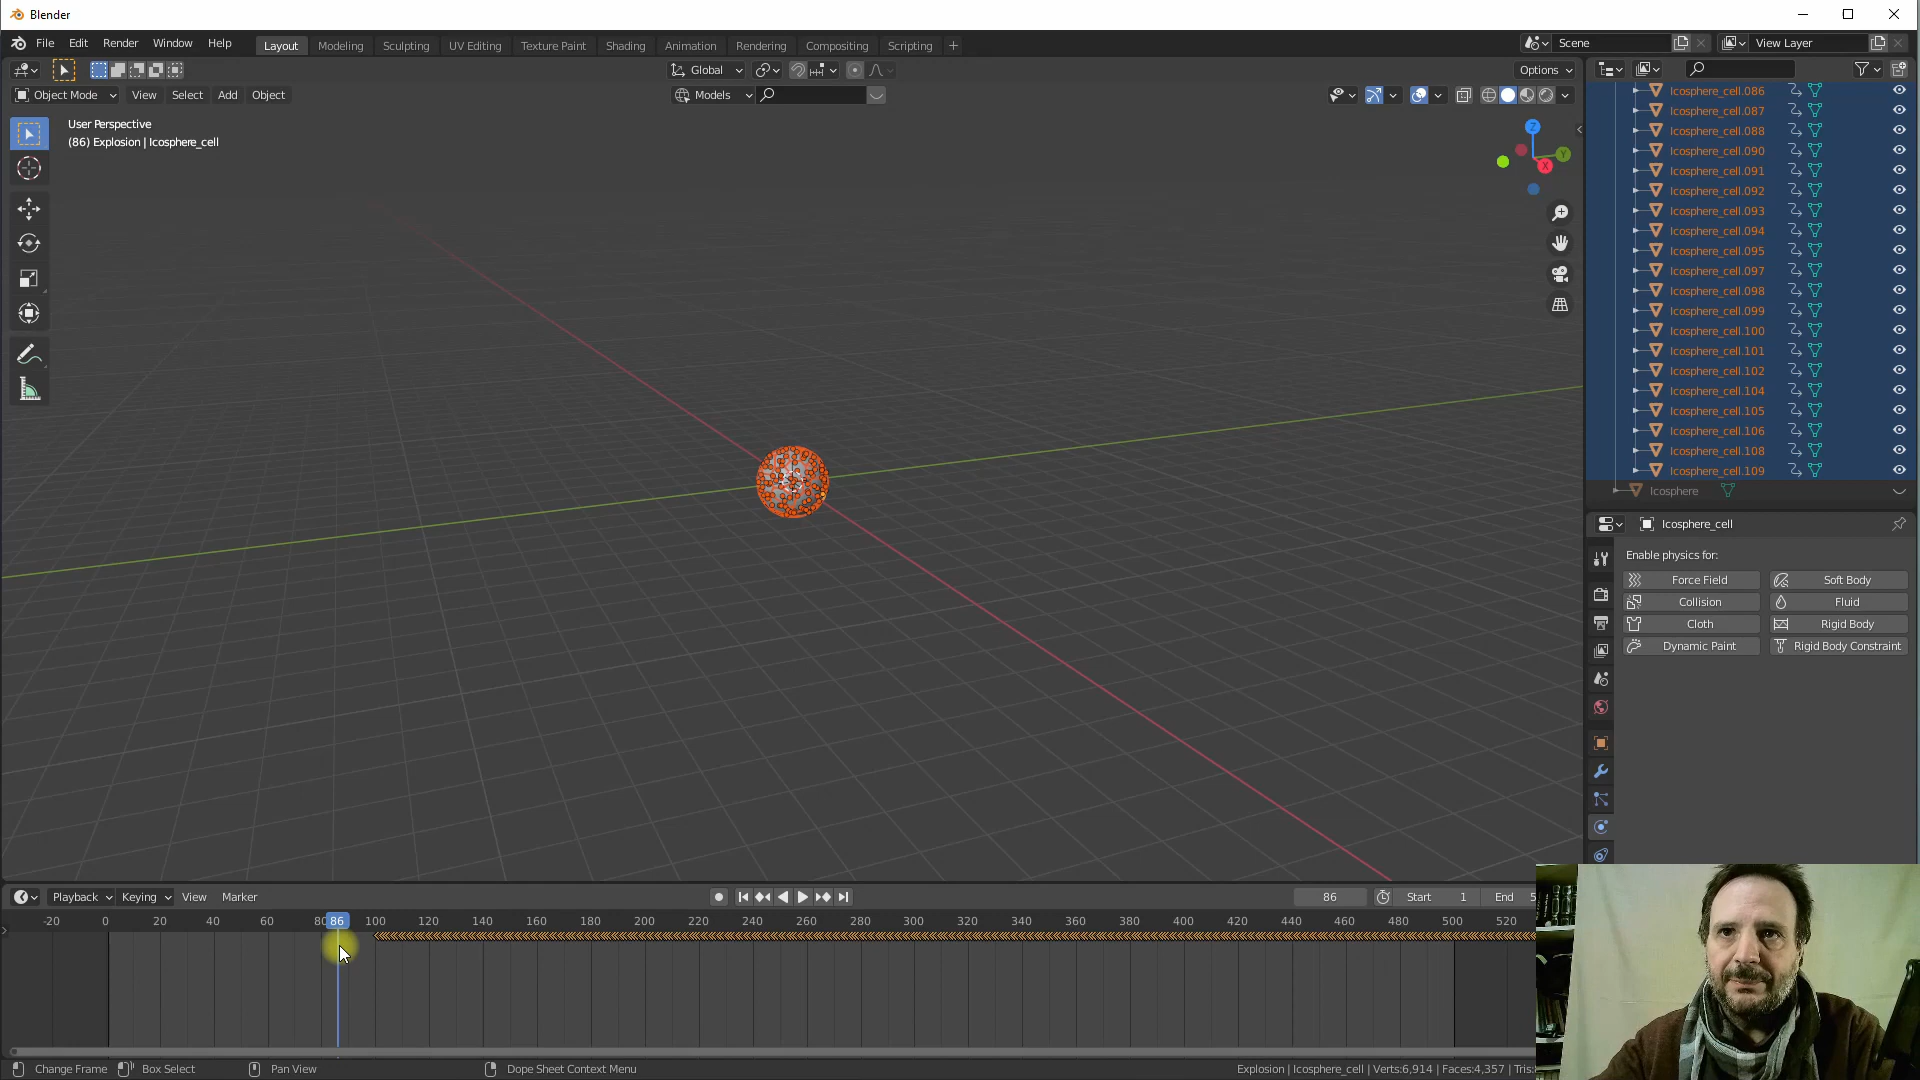 Blender
File Edit Render Window Help Layout Modeling Sculpting UV Editing Texture Paint Shading Animation Rendering Compositing Scripting + Scene View Layer
Global Options
Object Mode View Select Add Object Models
User Perspective
(86) Explosion | Icosphere_cell
Z
Y
X
Icosphere_cell.086
Icosphere_cell.087
Icosphere_cell.088
Icosphere_cell.090
Icosphere_cell.091
Icosphere_cell.092
Icosphere_cell.093
Icosphere_cell.094
Icosphere_cell.095
Icosphere_cell.097
Icosphere_cell.098
Icosphere_cell.099
Icosphere_cell.100
Icosphere_cell.101
Icosphere_cell.102
Icosphere_cell.104
Icosphere_cell.105
Icosphere_cell.106
Icosphere_cell.108
Icosphere_cell.109
Icosphere
Icosphere_cell
Enable physics for:
Force Field Soft Body
Collision Fluid
Cloth Rigid Body
Dynamic Paint Rigid Body Constraint
Playback Keying View Marker 86 Start 1 End 5
-20 0 20 40 60 80 86 100 120 140 160 180 200 220 240 260 280 300 320 340 360 380 400 420 440 460 480 500 520
Change Frame Box Select Pan View Dope Sheet Context Menu Explosion | Icosphere_cell | Verts:6,914 | Faces:4,357 | Tris: